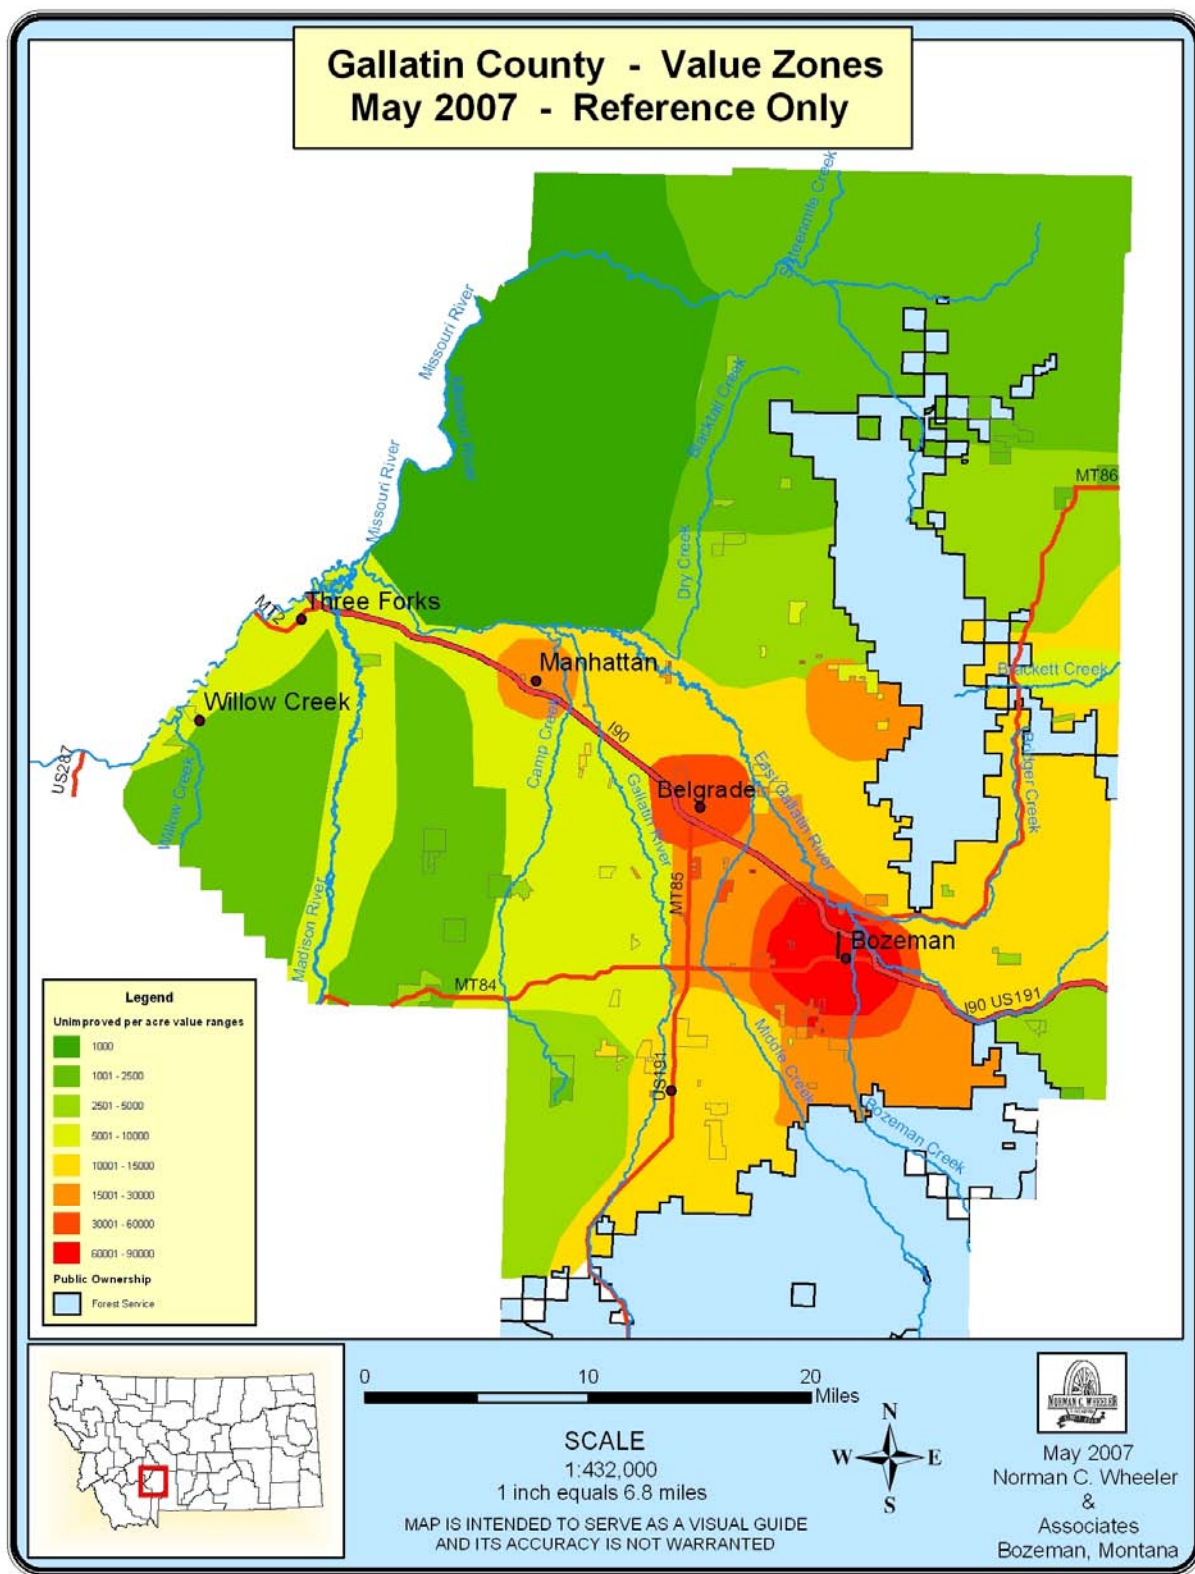 Gallatin County - Value Zones
May 2007 - Reference Only
Sixteenmile Creek
Missouri River
Missouri River
Missouri River
Blacktail Creek
Dry Creek
MT86
MT2
Three Forks
Manhattan
Willow Creek
Brackett Creek
US287
Willow Creek
Camp Creek
I90
Gallatin River
Belgrade
East Gallatin River
Bridger Creek
Madison River
MT85
Bozeman
MT84
I90 US191
US191
Middle Creek
Bozeman Creek
Legend
Unimproved per acre value ranges
1000
1001 - 2500
2501 - 5000
5001 - 10000
10001 - 15000
15001 - 30000
30001 - 60000
60001 - 90000
Public Ownership
Forest Service
0 10 20
Miles
SCALE
1:432,000
1 inch equals 6.8 miles
MAP IS INTENDED TO SERVE AS A VISUAL GUIDE
AND ITS ACCURACY IS NOT WARRANTED
N
W E
S
NORMAN C. WHEELER
May 2007
Norman C. Wheeler
&
Associates
Bozeman, Montana